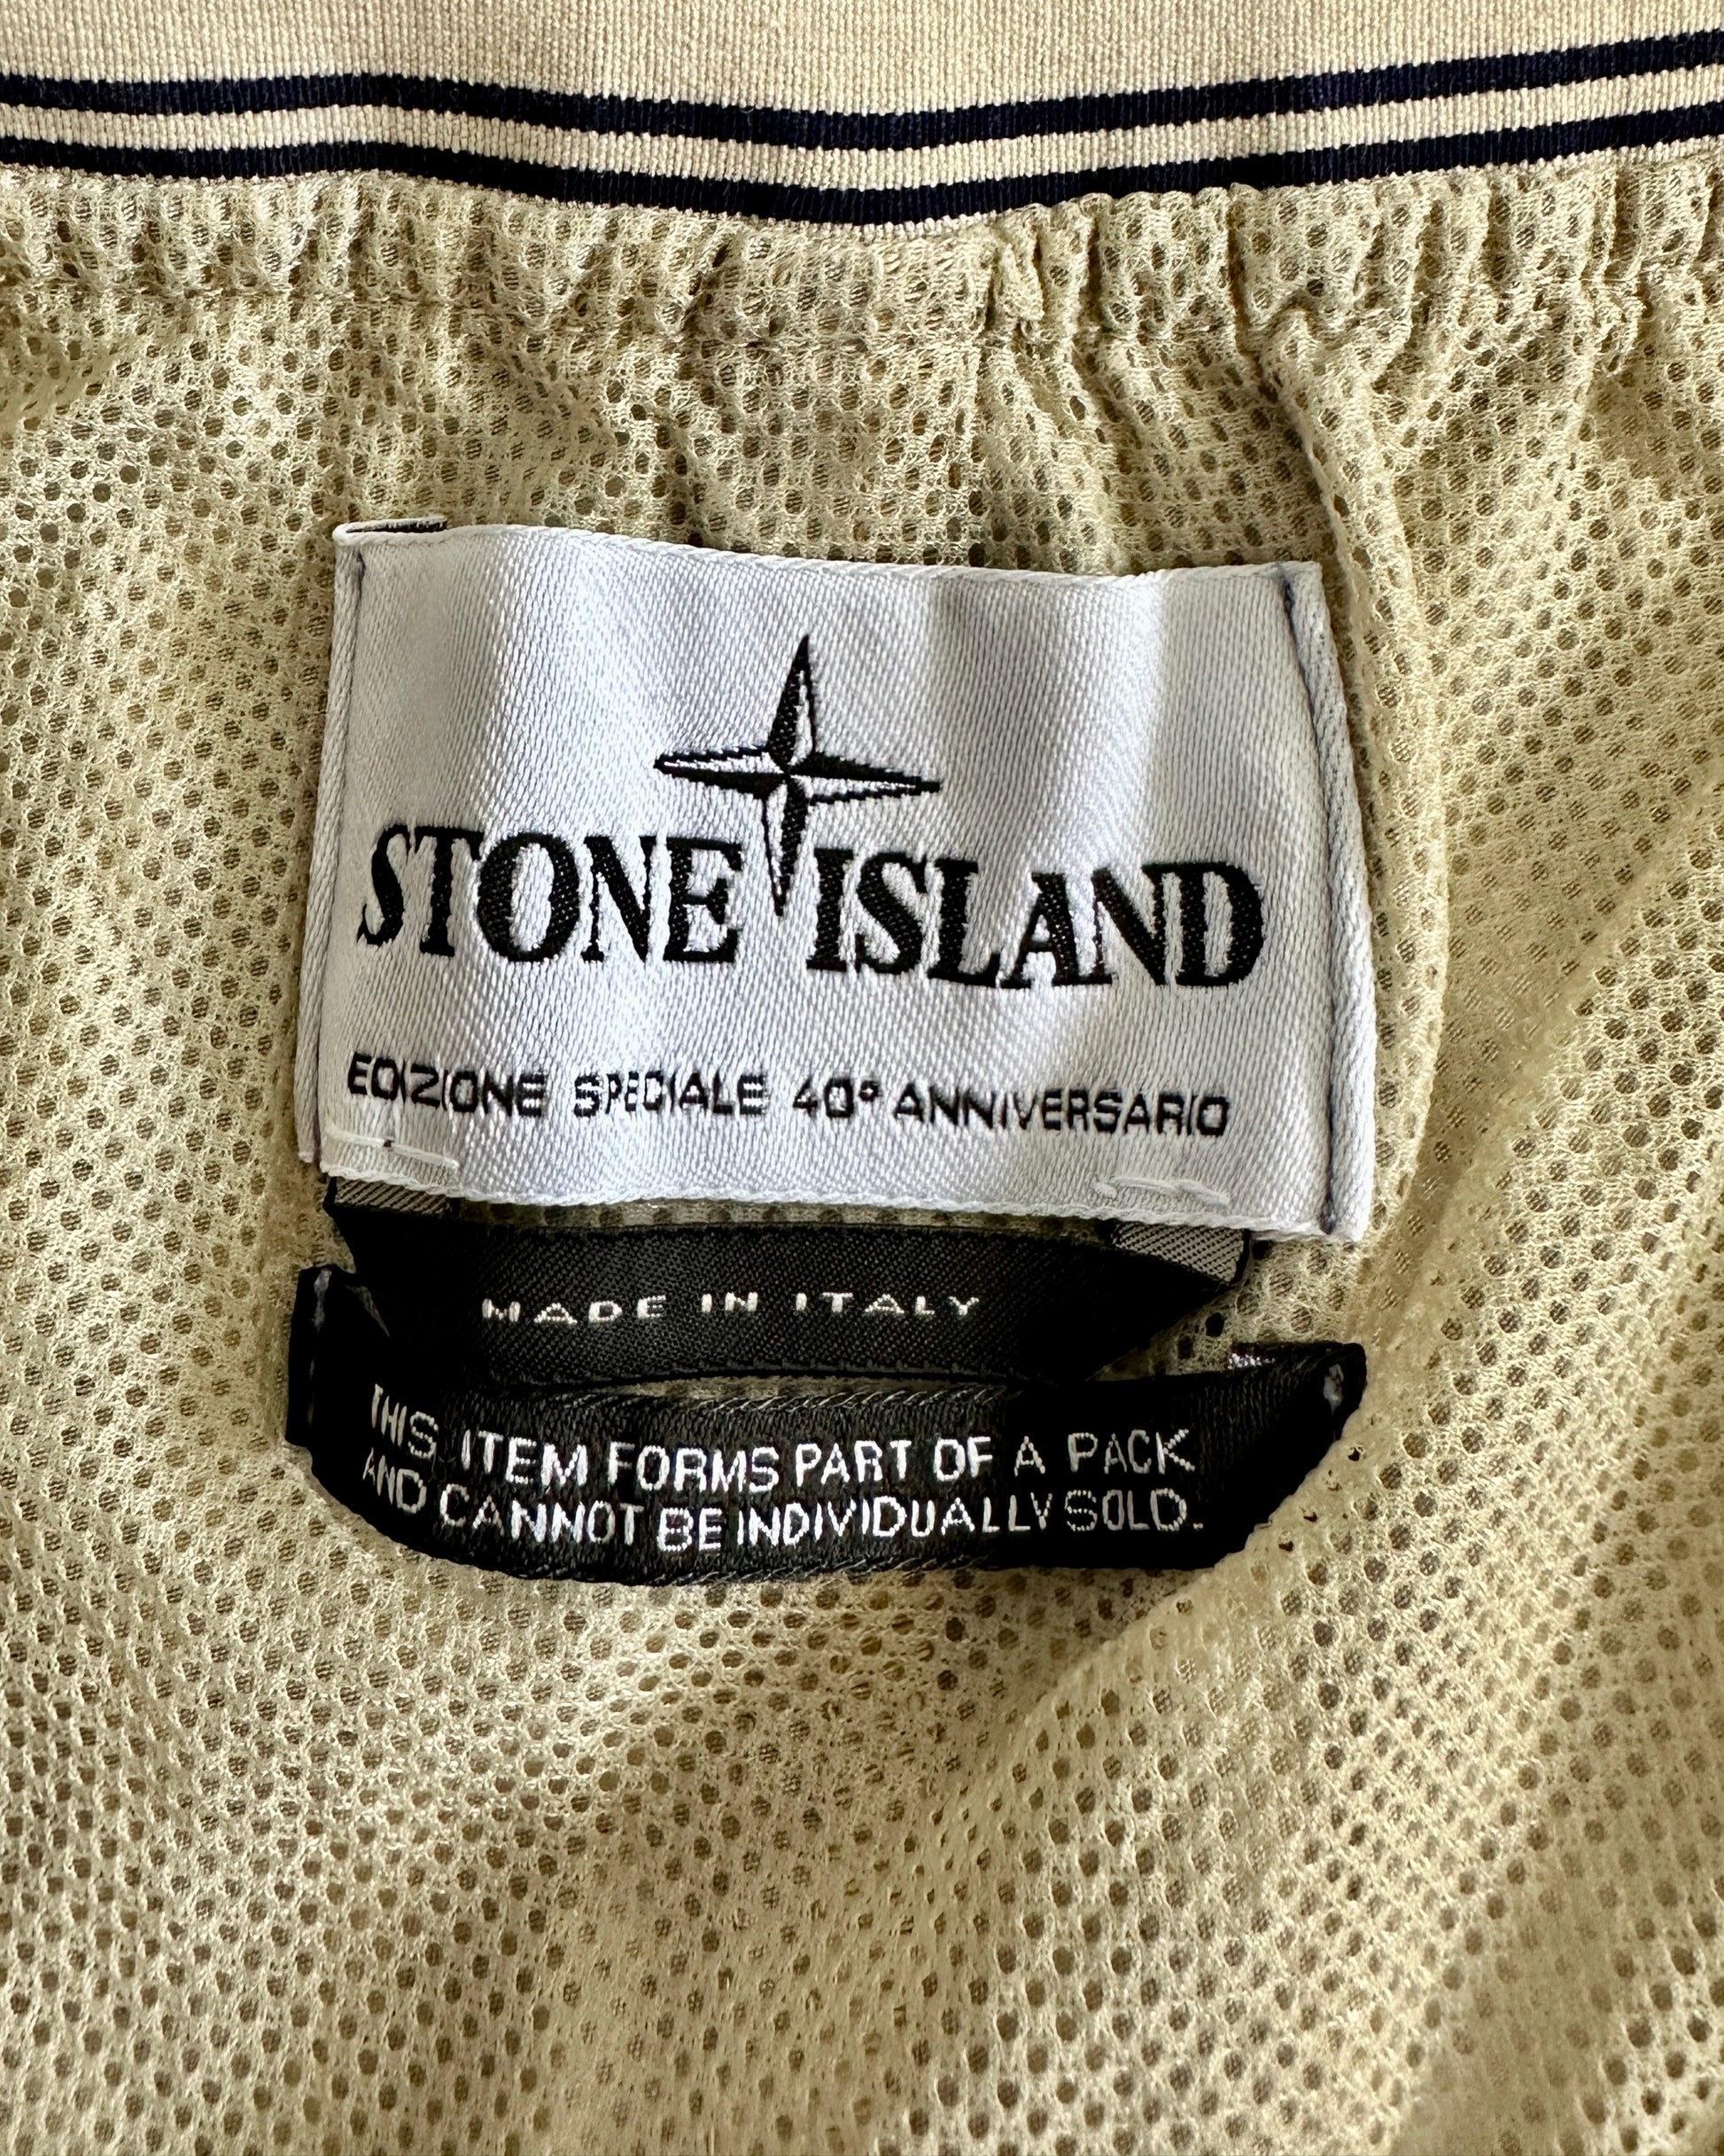 STONE ISLAND
EDIZIONE SPECIALE 40° ANNIVERSARIO
MADE IN ITALY
THIS ITEM FORMS PART OF A PACK
AND CANNOT BE INDIVIDUALLY SOLD.